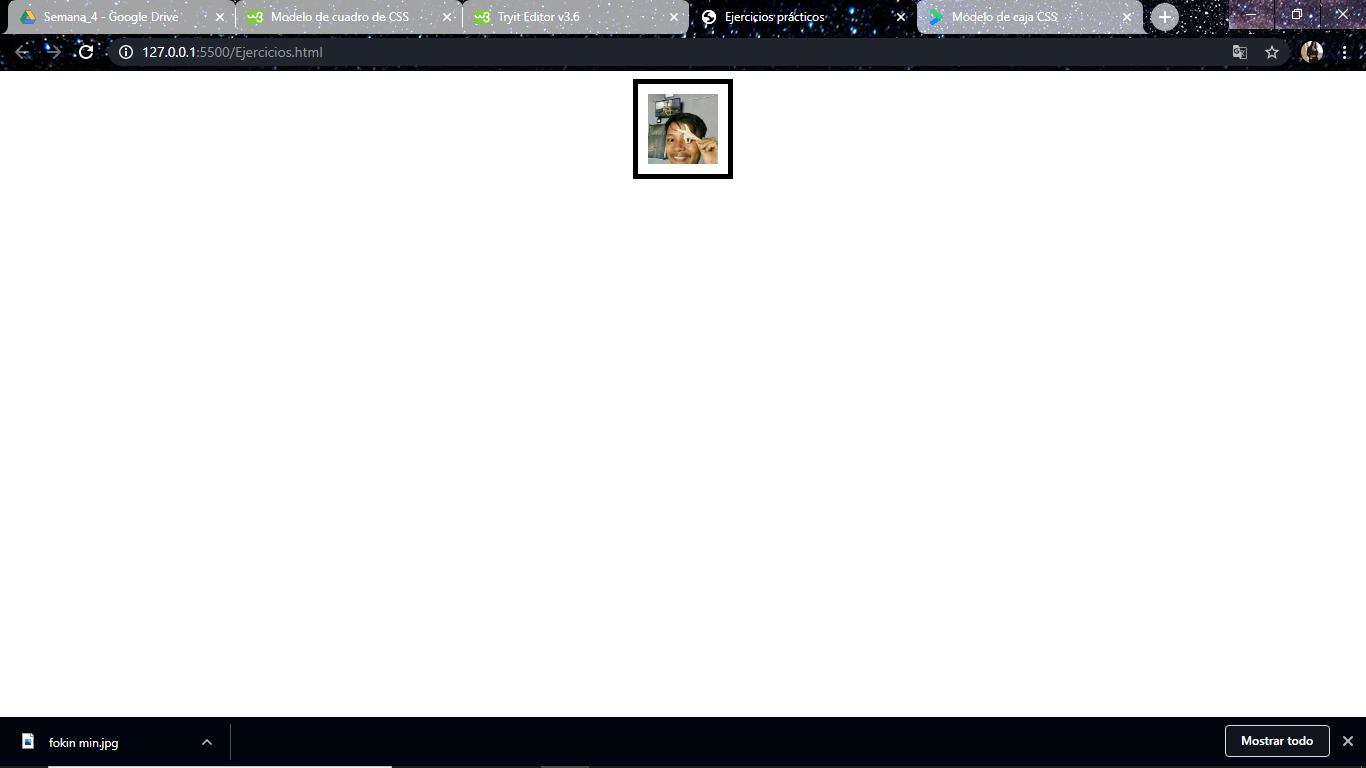 Semana_4 - Google Drive
Modelo de cuadro de CSS
Tryit Editor v3.6
Ejercicios prácticos
Modelo de caja CSS
127.0.0.1:5500/Ejercicios.html
fokin min.jpg
Mostrar todo